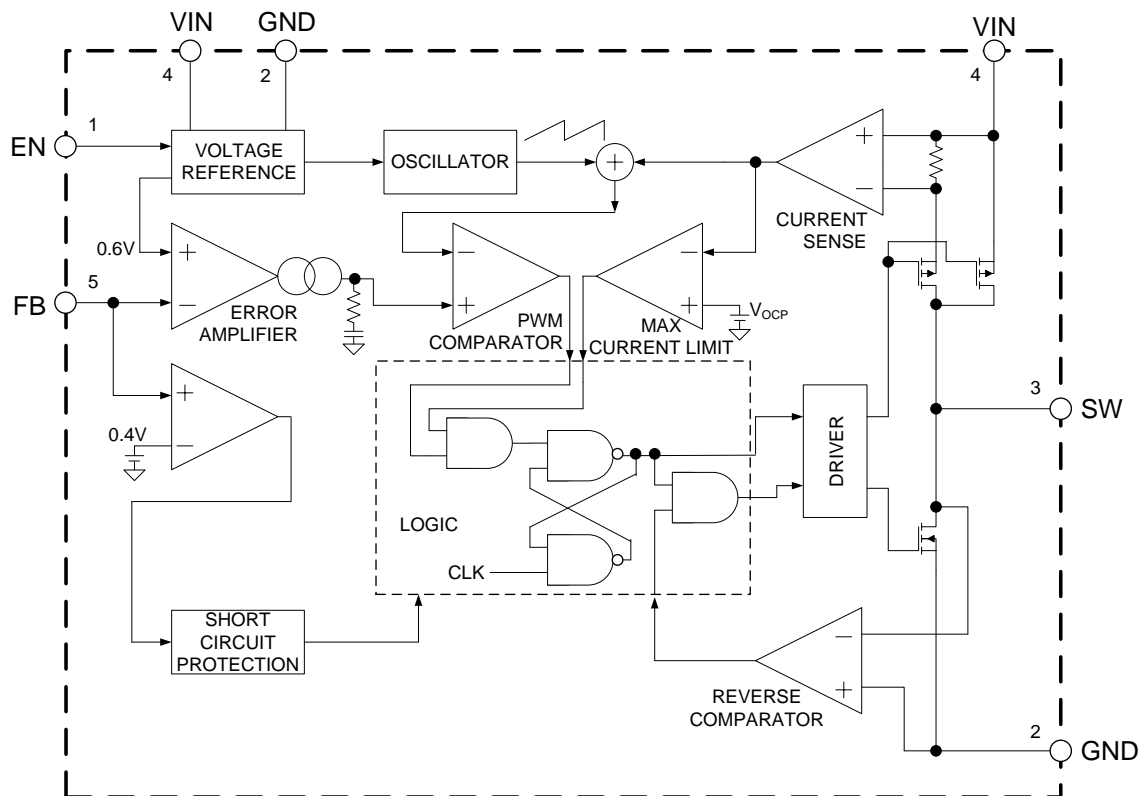 VIN
GND
VIN
4
2
4
EN
1
VOLTAGE
REFERENCE
OSCILLATOR
+
+
−
CURRENT
SENSE
0.6V
+
−
ERROR
AMPLIFIER
−
+
PWM
COMPARATOR
−
+
MAX
CURRENT LIMIT
VOCP
5
FB
+
−
0.4V
LOGIC
CLK
DRIVER
3
SW
SHORT
CIRCUIT
PROTECTION
−
+
REVERSE
COMPARATOR
2
GND